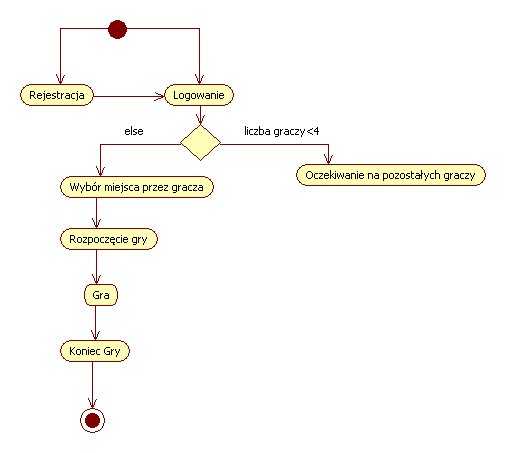 Rejestracja
Logowanie
else
liczba graczy<4
Wybór miejsca przez gracza
Oczekiwanie na pozostałych graczy
Rozpoczęcie gry
Gra
Koniec Gry